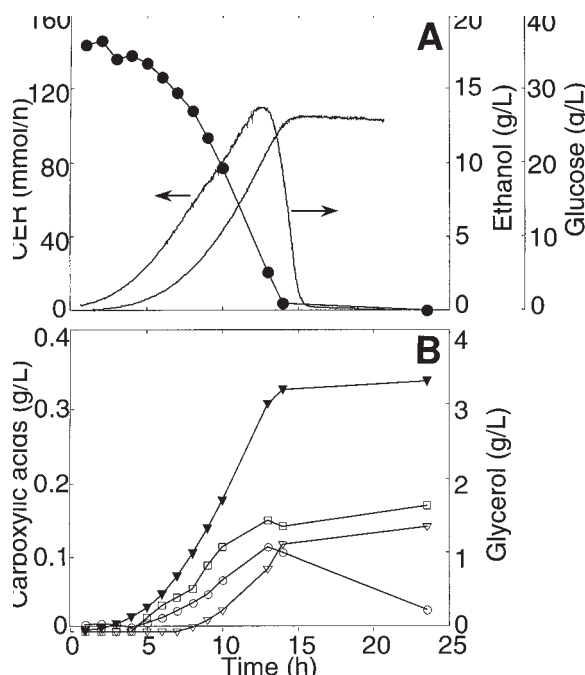 A
160
120
80
40
0
CER (mmol/h)
20
15
10
5
0
Ethanol (g/L)
40
30
20
10
0
Glucose (g/L)
B
0.4
0.3
0.2
0.1
0
Carboxylic acids (g/L)
4
3
2
1
0
Glycerol (g/L)
0 5 10 15 20 25
Time (h)